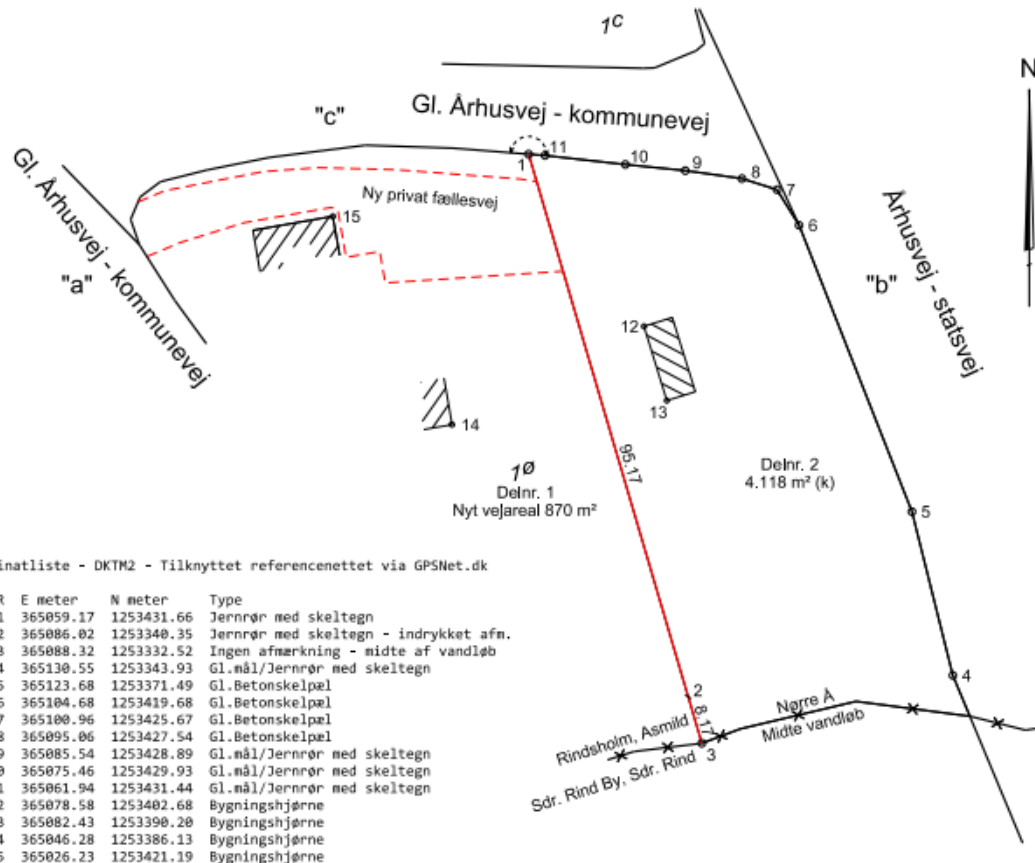 1c
N
"c"
Gl. Århusvej - kommunevej
1
11
10
9
8
7
6
Ny privat fællesvej
15
Gl. Århusvej - kommunevej
"a"
"b"
Århusvej - statsvej
12
13
14
95.17
1ø
Delnr. 1
Nyt vejareal 870 m²
Delnr. 2
4.118 m² (k)
5
4
2
8.17
3
Nørre Å
Midte vandløb
Rindsholm, Asmild
Sdr. Rind By, Sdr. Rind
inatliste - DKTM2 - Tilknyttet referencenettet via GPSNet.dk
R E meter N meter Type
1 365059.17 1253431.66 Jernrør med skeltegn
2 365086.02 1253340.35 Jernrør med skeltegn - indrykket afm.
3 365088.32 1253332.52 Ingen afmærkning - midte af vandløb
4 365130.55 1253343.93 Gl.mål/Jernrør med skeltegn
5 365123.68 1253371.49 Gl.Betonskelpæl
6 365104.68 1253419.68 Gl.Betonskelpæl
7 365100.96 1253425.67 Gl.Betonskelpæl
8 365095.06 1253427.54 Gl.Betonskelpæl
9 365085.54 1253428.89 Gl.mål/Jernrør med skeltegn
0 365075.46 1253429.93 Gl.mål/Jernrør med skeltegn
1 365061.94 1253431.44 Gl.mål/Jernrør med skeltegn
2 365078.58 1253402.68 Bygningshjørne
3 365082.43 1253390.20 Bygningshjørne
4 365046.28 1253386.13 Bygningshjørne
5 365026.23 1253421.19 Bygningshjørne